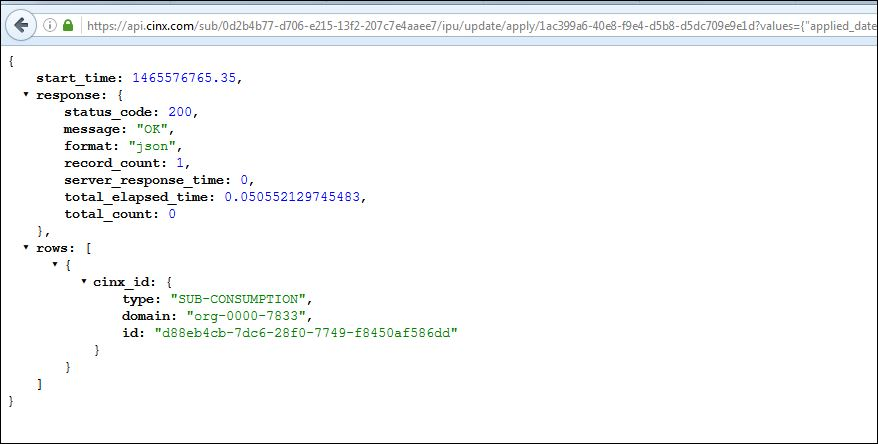 https://api.cinx.com/sub/0d2b4b77-d706-e215-13f2-207c7e4aaee7/ipu/update/apply/1ac399a6-40e8-f9e4-d5b8-d5dc709e9e1d?values={"applied_date
{
start_time: 1465576765.35,
response: {
status_code: 200,
message: "OK",
format: "json",
record_count: 1,
server_response_time: 0,
total_elapsed_time: 0.050552129745483,
total_count: 0
},
rows: [
{
cinx_id: {
type: "SUB-CONSUMPTION",
domain: "org-0000-7833",
id: "d88eb4cb-7dc6-28f0-7749-f8450af586dd"
}
}
]
}